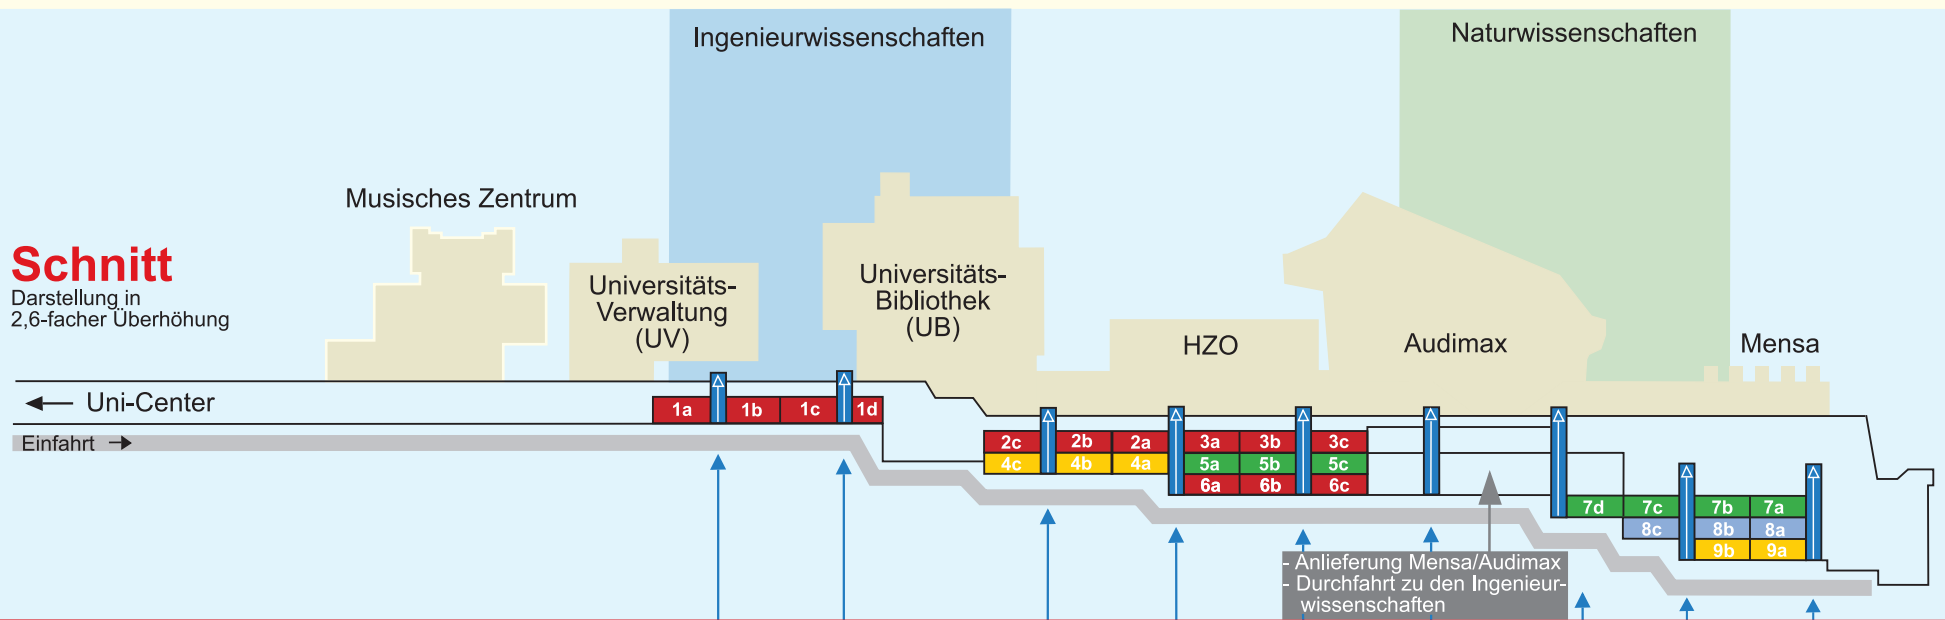 Ingenieurwissenschaften
Naturwissenschaften
Musisches Zentrum
Schnitt
Darstellung in
2,6-facher Überhöhung
Universitäts-
Verwaltung
(UV)
Universitäts-
Bibliothek
(UB)
HZO
Audimax
Mensa
Uni-Center
Einfahrt
1a 1b 1c 1d
2c 2b 2a 3a 3b 3c
4c 4b 4a 5a 5b 5c
6a 6b 6c
7d 7c 7b 7a
8c 8b 8a
9b 9a
- Anlieferung Mensa/Audimax
- Durchfahrt zu den Ingenieur-
wissenschaften